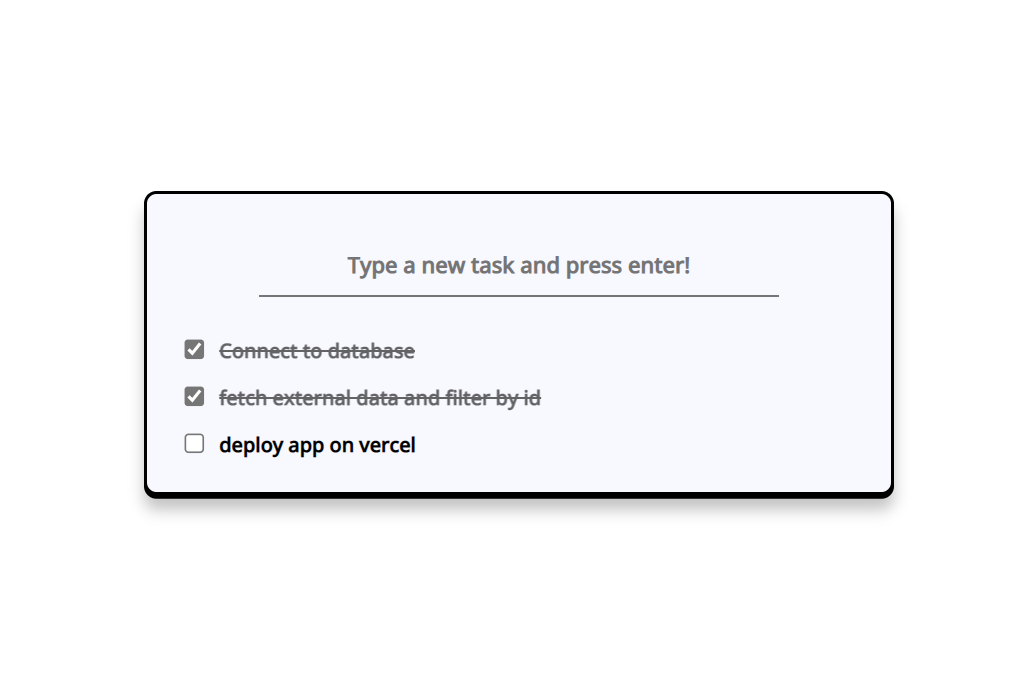 Type a new task and press enter!
Connect to database
fetch external data and filter by id
deploy app on vercel